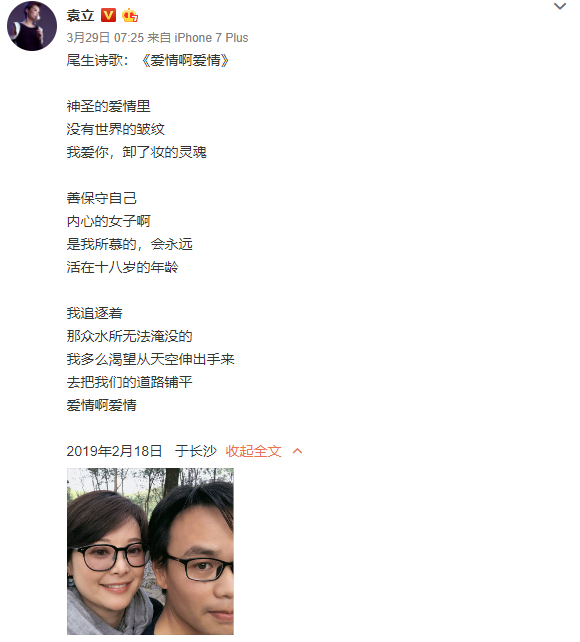 袁立
3月29日 07:25 来自 iPhone 7 Plus
尾生诗歌：《爱情啊爱情》
神圣的爱情里
没有世界的皱纹
我爱你，卸了妆的灵魂
善保守自己
内心的女子啊
是我所慕的，会永远
活在十八岁的年龄
我追逐着
那众水所无法淹没的
我多么渴望从天空伸出手来
去把我们的道路铺平
爱情啊爱情
2019年2月18日 于长沙 收起全文